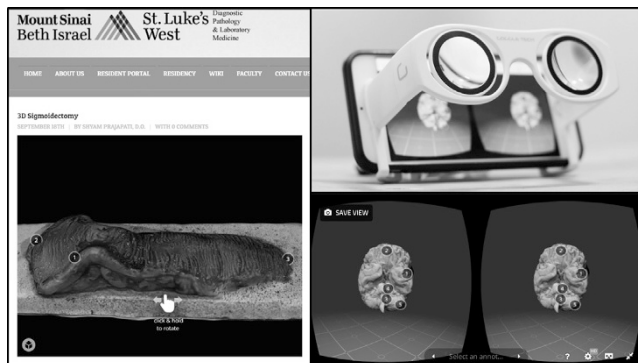 Mount Sinai
Beth Israel
St. Luke's
West
Diagnostic
Pathology
& Laboratory
Medicine
HOME ABOUT US RESIDENT PORTAL RESIDENCY WIKI FACULTY CONTACT US
3D Sigmoidectomy
SEPTEMBER 16TH | BY SHYAM PRAJAPATI, D.O. | WITH 0 COMMENTS
1
2
3
click & hold
to rotate
SAVE VIEW
Select an annot...
?